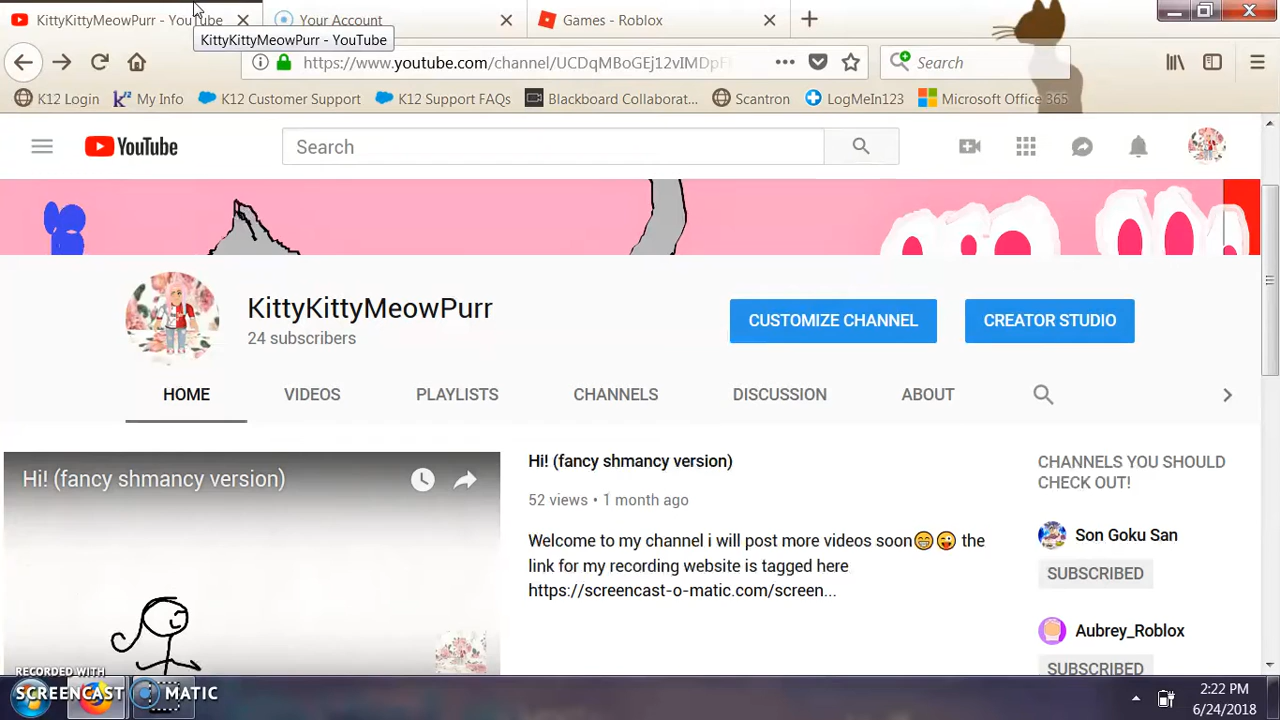 KittyKittyMeowPurr - YouTube
Your Account
Games - Roblox
KittyKittyMeowPurr - YouTube
https://www.youtube.com/channel/UCDqMBoGEj12vIMDpF
Search
K12 Login
My Info
K12 Customer Support
K12 Support FAQs
Blackboard Collaborat...
Scantron
LogMeIn123
Microsoft Office 365
YouTube
Search
KittyKittyMeowPurr
24 subscribers
CUSTOMIZE CHANNEL
CREATOR STUDIO
HOME
VIDEOS
PLAYLISTS
CHANNELS
DISCUSSION
ABOUT
Hi! (fancy shmancy version)
Hi! (fancy shmancy version)
52 views • 1 month ago
Welcome to my channel i will post more videos soon😁😜 the
link for my recording website is tagged here
https://screencast-o-matic.com/screen...
CHANNELS YOU SHOULD
CHECK OUT!
Son Goku San
SUBSCRIBED
Aubrey_Roblox
SUBSCRIBED
RECORDED WITH
SCREENCAST MATIC
2:22 PM
6/24/2018